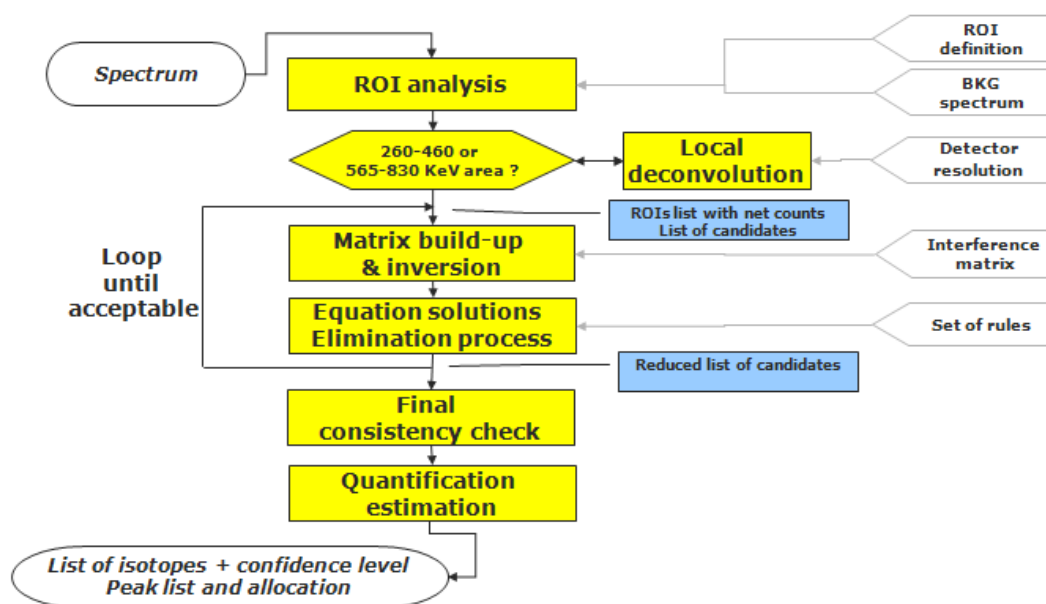 Spectrum
ROI
definition
ROI analysis
BKG
spectrum
260-460 or
565-830 KeV area ?
Local
deconvolution
Detector
resolution
ROIs list with net counts
List of candidates
Loop
until
acceptable
Matrix build-up
& inversion
Interference
matrix
Equation solutions
Elimination process
Set of rules
Reduced list of candidates
Final
consistency check
Quantification
estimation
List of isotopes + confidence level
Peak list and allocation